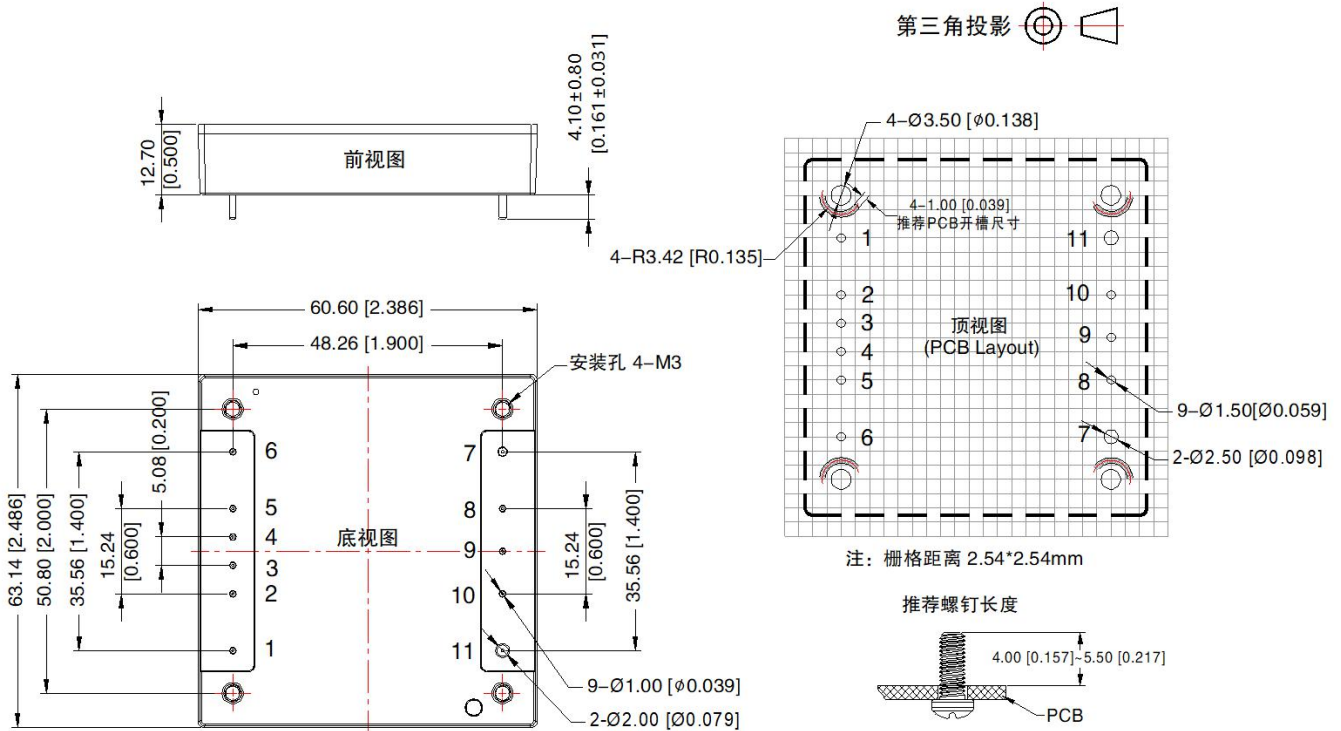 第三角投影
12.70
[0.500]
前视图
4.10±0.80
[0.161±0.031]
4-Ø3.50 [ϕ0.138]
4-1.00 [0.039]
推荐PCB开槽尺寸
4-R3.42 [R0.135]
1
2
3
4
5
6
11
10
9
8
7
顶视图
(PCB Layout)
9-Ø1.50[Ø0.059]
2-Ø2.50 [Ø0.098]
注: 栅格距离 2.54*2.54mm
60.60 [2.386]
48.26 [1.900]
安装孔 4-M3
63.14 [2.486]
50.80 [2.000]
35.56 [1.400]
15.24
[0.600]
5.08 [0.200]
6
5
4
3
2
1
底视图
7
8
9
10
11
15.24
[0.600]
35.56 [1.400]
9-Ø1.00 [ϕ0.039]
2-Ø2.00 [Ø0.079]
推荐螺钉长度
4.00 [0.157]~5.50 [0.217]
PCB